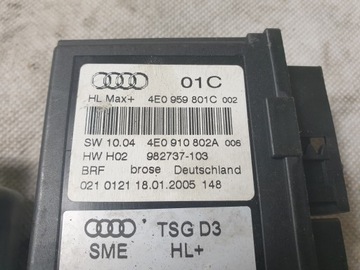 01C
HL Max+ 4E0 959 801C 002
SW 10.04 4E0 910 802A 006
HW H02 982737-103
BRF brose Deutschland
021 0121 18.01.2005 148
TSG D3
SME HL+